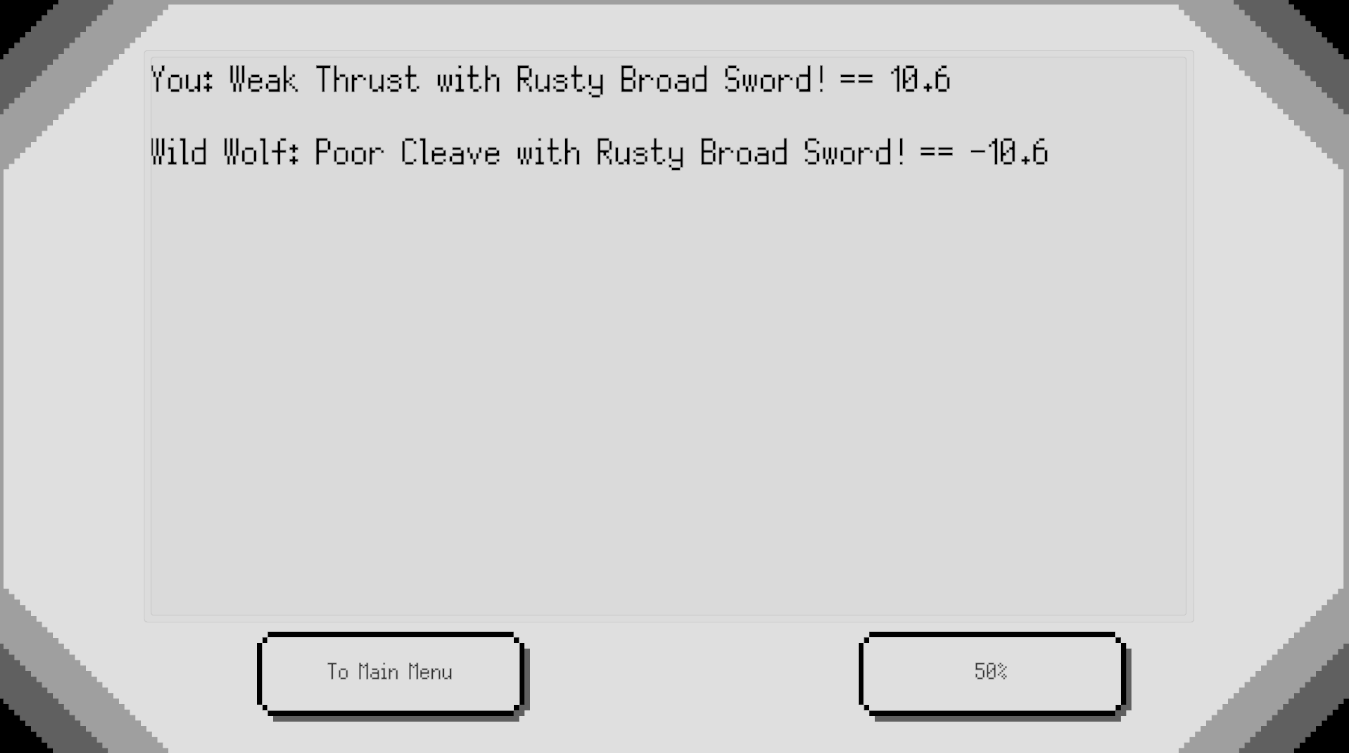 You: Weak Thrust with Rusty Broad Sword! == 10.6
Wild Wolf: Poor Cleave with Rusty Broad Sword! == -10.6
To Main Menu
50%